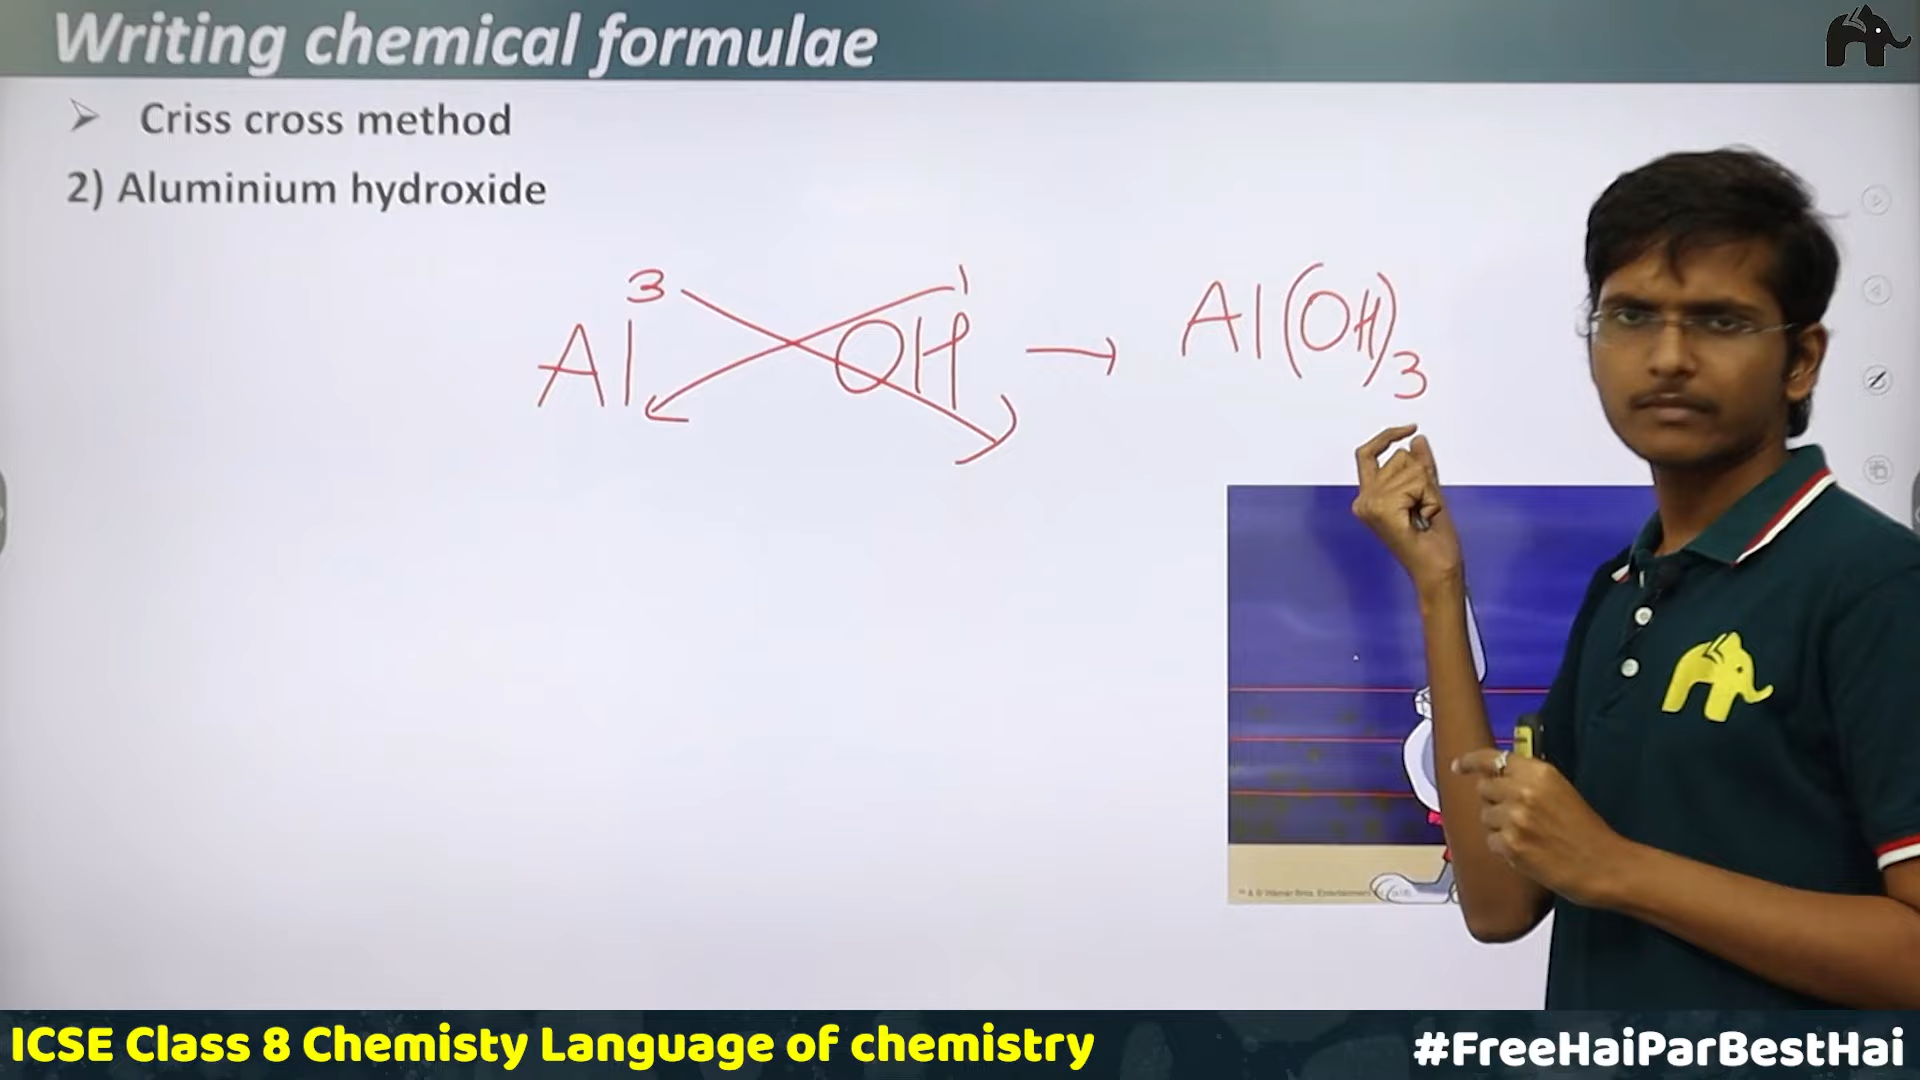 Writing chemical formulae
➢ Criss cross method
2) Aluminium hydroxide
3 1
Al OH → Al(OH)3
ICSE Class 8 Chemisty Language of chemistry
#FreeHaiParBestHai